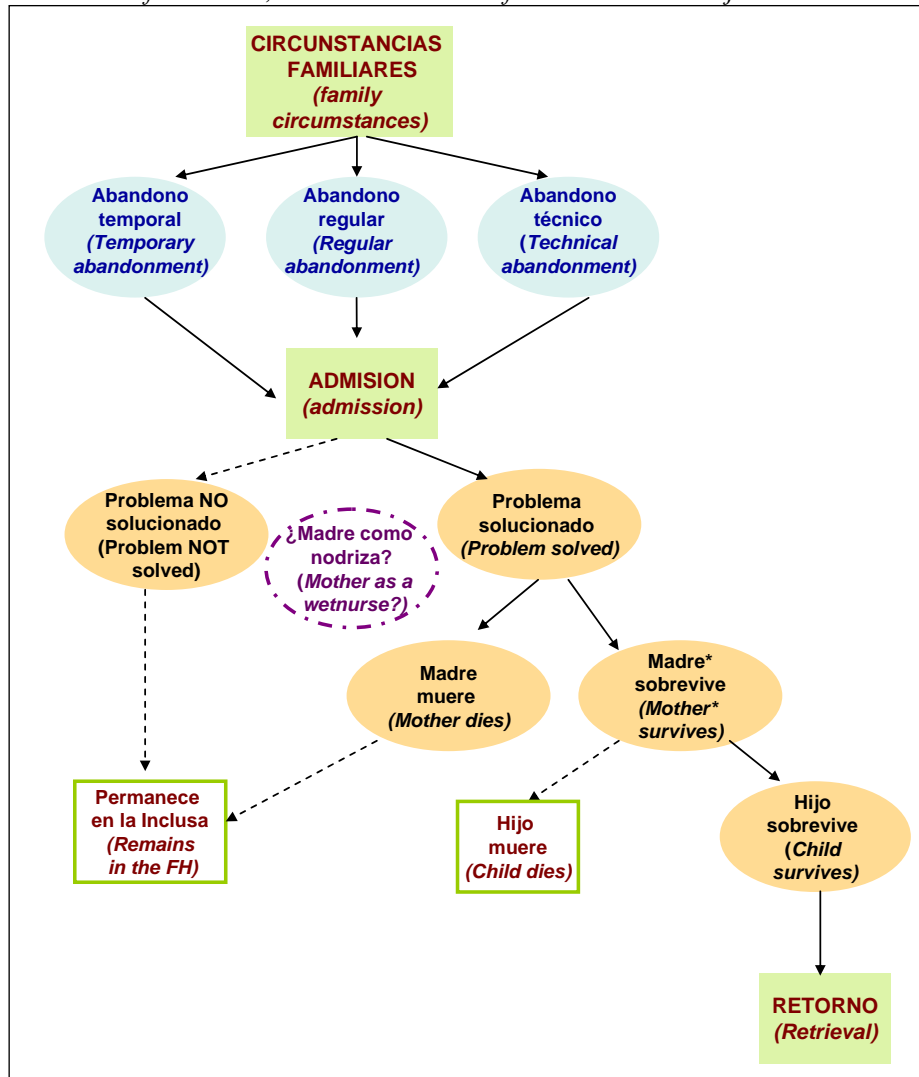 CIRCUNSTANCIAS
FAMILIARES
(family
circumstances)
Abandono
temporal
(Temporary
abandonment)
Abandono
regular
(Regular
abandonment)
Abandono
técnico
(Technical
abandonment)
ADMISION
(admission)
Problema NO
solucionado
(Problem NOT
solved)
¿Madre como
nodriza?
(Mother as a
wetnurse?)
Problema
solucionado
(Problem solved)
Madre
muere
(Mother dies)
Madre*
sobrevive
(Mother*
survives)
Permanece
en la Inclusa
(Remains
in the FH)
Hijo
muere
(Child dies)
Hijo
sobrevive
(Child
survives)
RETORNO
(Retrieval)